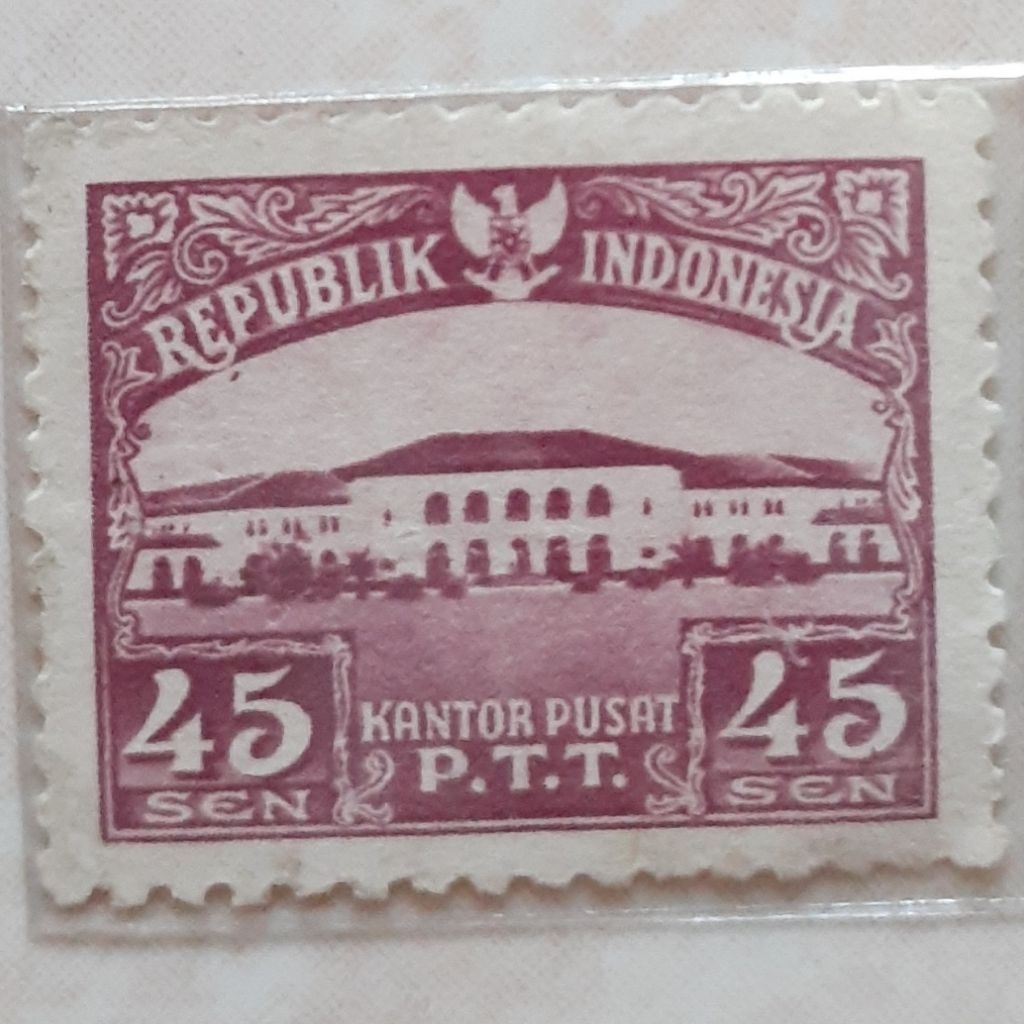 REPUBLIK INDONESIA
45 45
KANTOR PUSAT
P.T.T.
SEN SEN